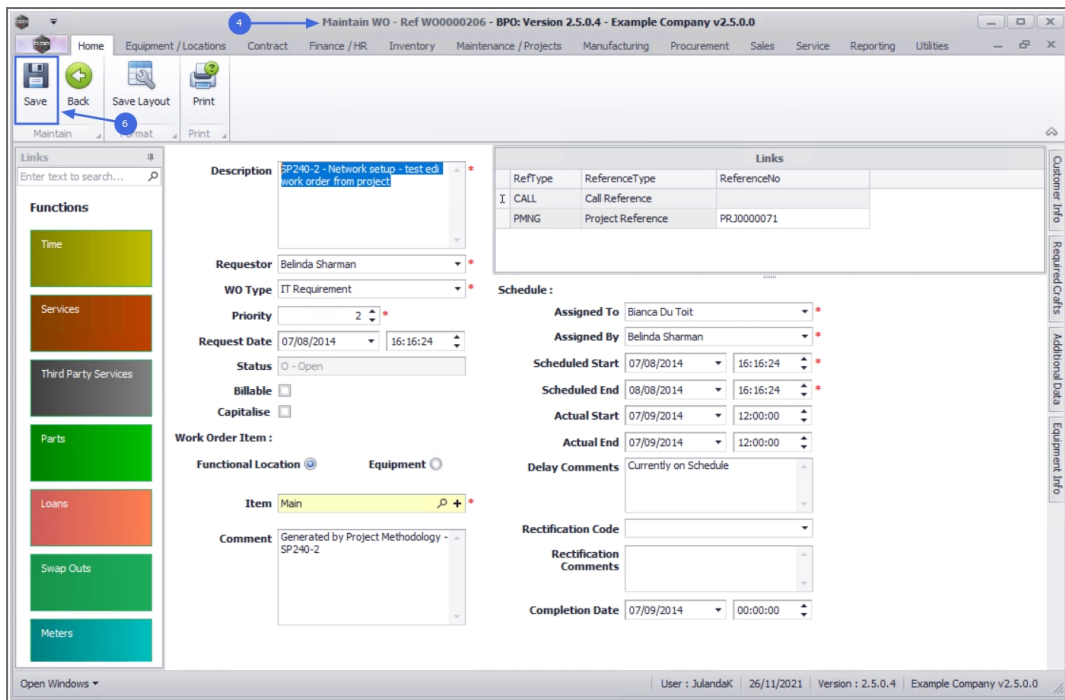 4
Maintain WO - Ref WO0000206 - BPO: Version 2.5.0.4 - Example Company v2.5.0.0
Home Equipment / Locations Contract Finance / HR Inventory Maintenance / Projects Manufacturing Procurement Sales Service Reporting Utilities
Save Back Save Layout Print
6
Maintain Format Print
Links
Enter text to search...
Functions
Time
Services
Third Party Services
Parts
Loans
Swap Outs
Meters
Description SP240-2 - Network setup - test edi *
work order from project
Requestor Belinda Sharman *
WO Type IT Requirement *
Priority 2 *
Request Date 07/08/2014 16:16:24
Status O - Open
Billable
Capitalise
Work Order Item :
Functional Location Equipment
Item Main *
Comment Generated by Project Methodology -
SP240-2
Links
RefType ReferenceType ReferenceNo
CALL Call Reference
PMNG Project Reference PRJ0000071
Schedule :
Assigned To Bianca Du Toit *
Assigned By Belinda Sharman *
Scheduled Start 07/08/2014 16:16:24 *
Scheduled End 08/08/2014 16:16:24 *
Actual Start 07/09/2014 12:00:00
Actual End 07/09/2014 12:00:00
Delay Comments Currently on Schedule
Rectification Code
Rectification
Comments
Completion Date 07/09/2014 00:00:00
Customer Info
Required Crafts
Additional Data
Equipment Info
Open Windows User : JulandaK 26/11/2021 Version : 2.5.0.4 Example Company v2.5.0.0